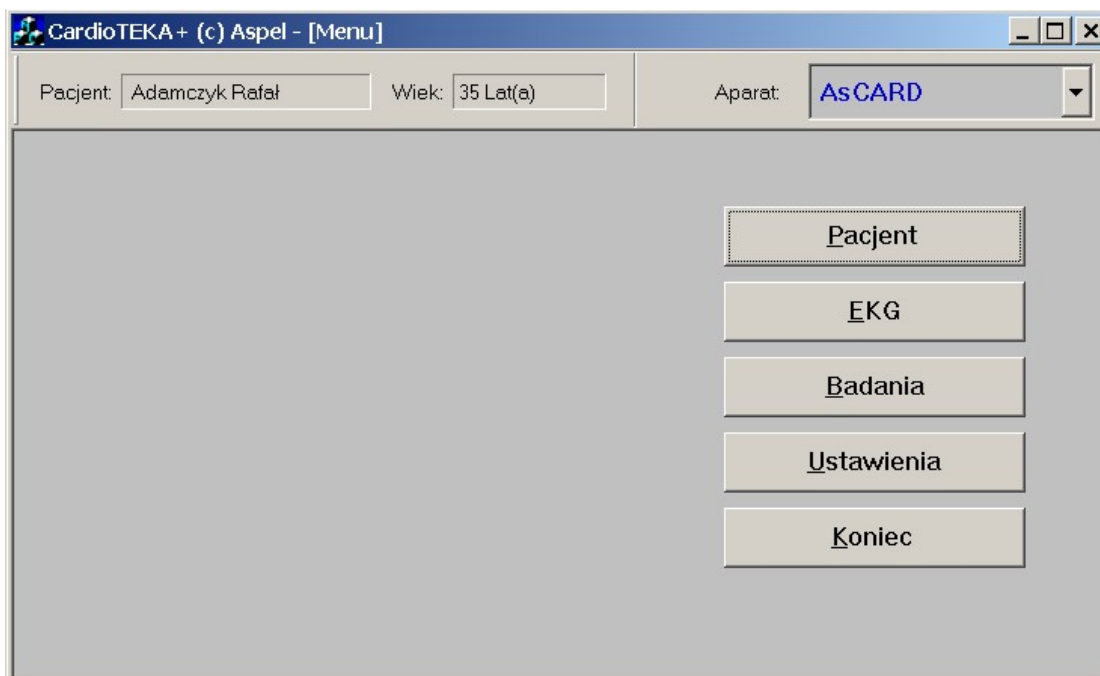 CardioTEKA+ (c) Aspel - [Menu]
Pacjent: Adamczyk Rafał Wiek: 35 Lat(a) Aparat: AsCARD
Pacjent
EKG
Badania
Ustawienia
Koniec